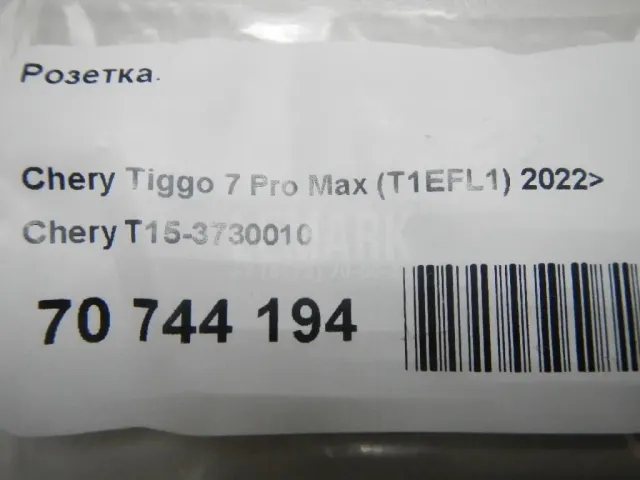 Розетка.
Chery Tiggo 7 Pro Max (T1EFL1) 2022>
Chery T15-3730010
70 744 194